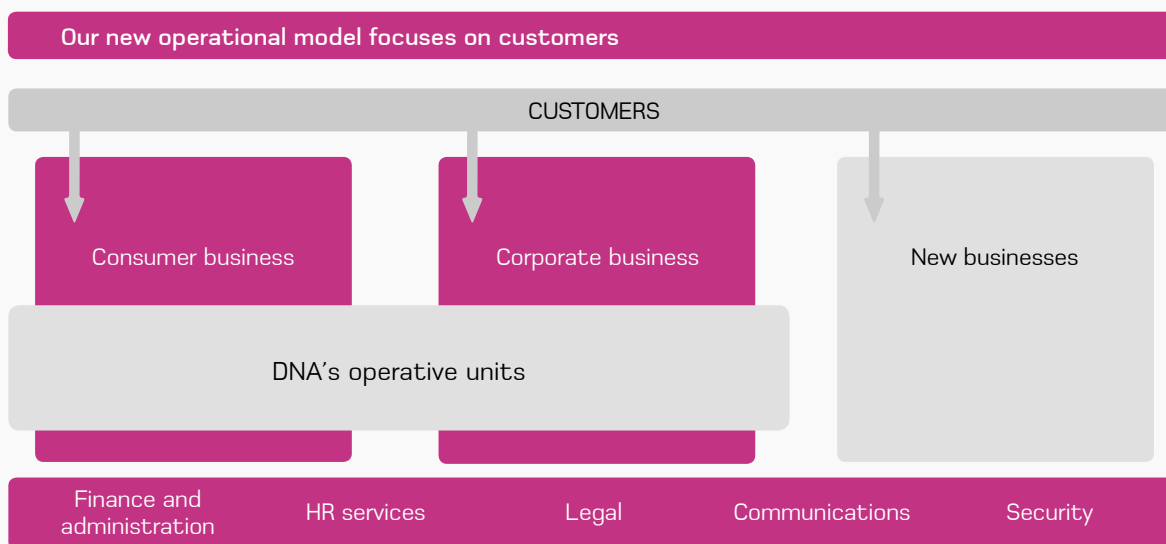 Our new operational model focuses on customers
CUSTOMERS
Consumer business
Corporate business
New businesses
DNA’s operative units
Finance and
administration
HR services
Legal
Communications
Security